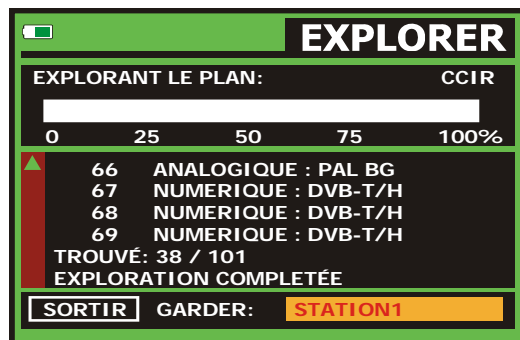 EXPLORER
EXPLORANT LE PLAN: CCIR
0 25 50 75 100%
66 ANALOGIQUE : PAL BG
67 NUMERIQUE : DVB-T/H
68 NUMERIQUE : DVB-T/H
69 NUMERIQUE : DVB-T/H
TROUVÉ: 38 / 101
EXPLORATION COMPLETÉE
SORTIR GARDER: STATION1